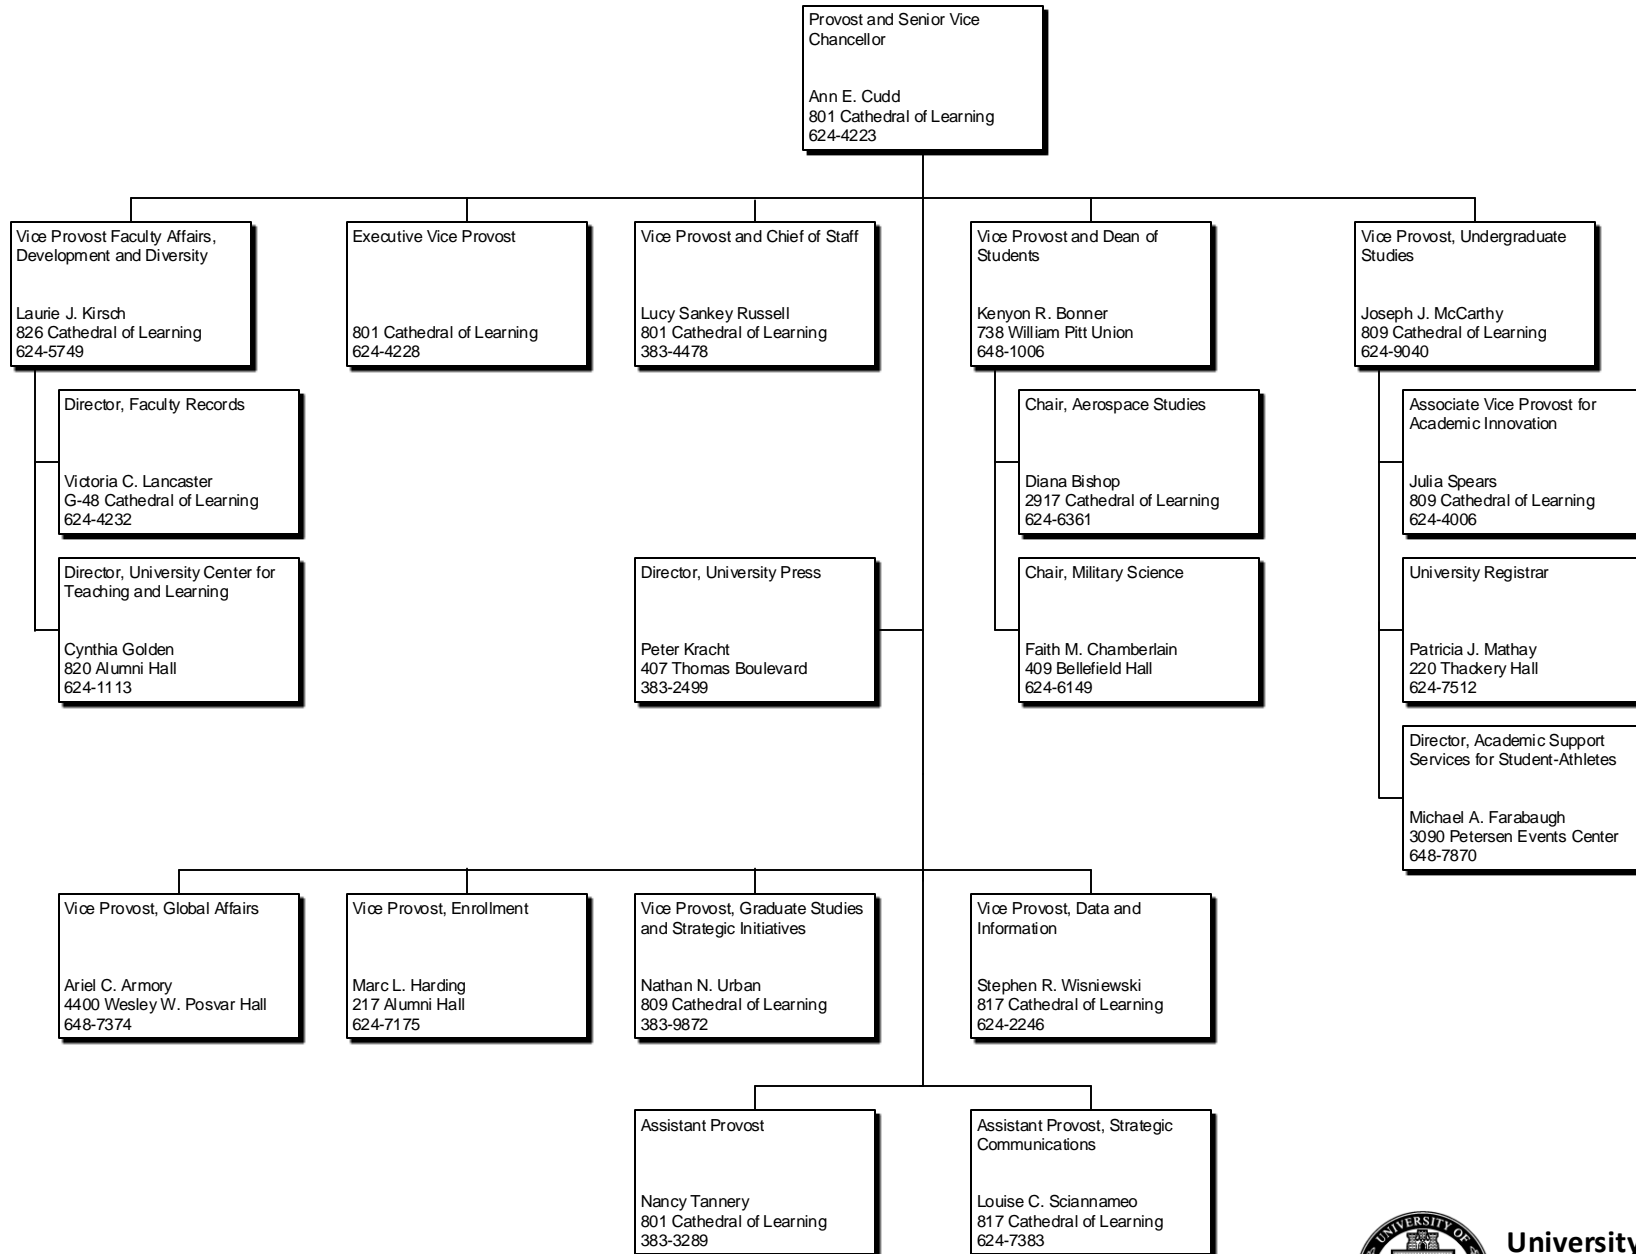 Provost and Senior Vice
Chancellor
Ann E. Cudd
801 Cathedral of Learning
624-4223
Vice Provost Faculty Affairs,
Development and Diversity
Laurie J. Kirsch
826 Cathedral of Learning
624-5749
Executive Vice Provost
801 Cathedral of Learning
624-4228
Vice Provost and Chief of Staff
Lucy Sankey Russell
801 Cathedral of Learning
383-4478
Vice Provost and Dean of
Students
Kenyon R. Bonner
738 William Pitt Union
648-1006
Vice Provost, Undergraduate
Studies
Joseph J. McCarthy
809 Cathedral of Learning
624-9040
Director, Faculty Records
Victoria C. Lancaster
G-48 Cathedral of Learning
624-4232
Chair, Aerospace Studies
Diana Bishop
2917 Cathedral of Learning
624-6361
Associate Vice Provost for
Academic Innovation
Julia Spears
809 Cathedral of Learning
624-4006
Director, University Center for
Teaching and Learning
Cynthia Golden
820 Alumni Hall
624-1113
Director, University Press
Peter Kracht
407 Thomas Boulevard
383-2499
Chair, Military Science
Faith M. Chamberlain
409 Bellefield Hall
624-6149
University Registrar
Patricia J. Mathay
220 Thackery Hall
624-7512
Director, Academic Support
Services for Student-Athletes
Michael A. Farabaugh
3090 Petersen Events Center
648-7870
Vice Provost, Global Affairs
Ariel C. Armory
4400 Wesley W. Posvar Hall
648-7374
Vice Provost, Enrollment
Marc L. Harding
217 Alumni Hall
624-7175
Vice Provost, Graduate Studies
and Strategic Initiatives
Nathan N. Urban
809 Cathedral of Learning
383-9872
Vice Provost, Data and
Information
Stephen R. Wisniewski
817 Cathedral of Learning
624-2246
Assistant Provost
Nancy Tannery
801 Cathedral of Learning
383-3289
Assistant Provost, Strategic
Communications
Louise C. Sciannameo
817 Cathedral of Learning
624-7383
UNIVERSITY OF
University